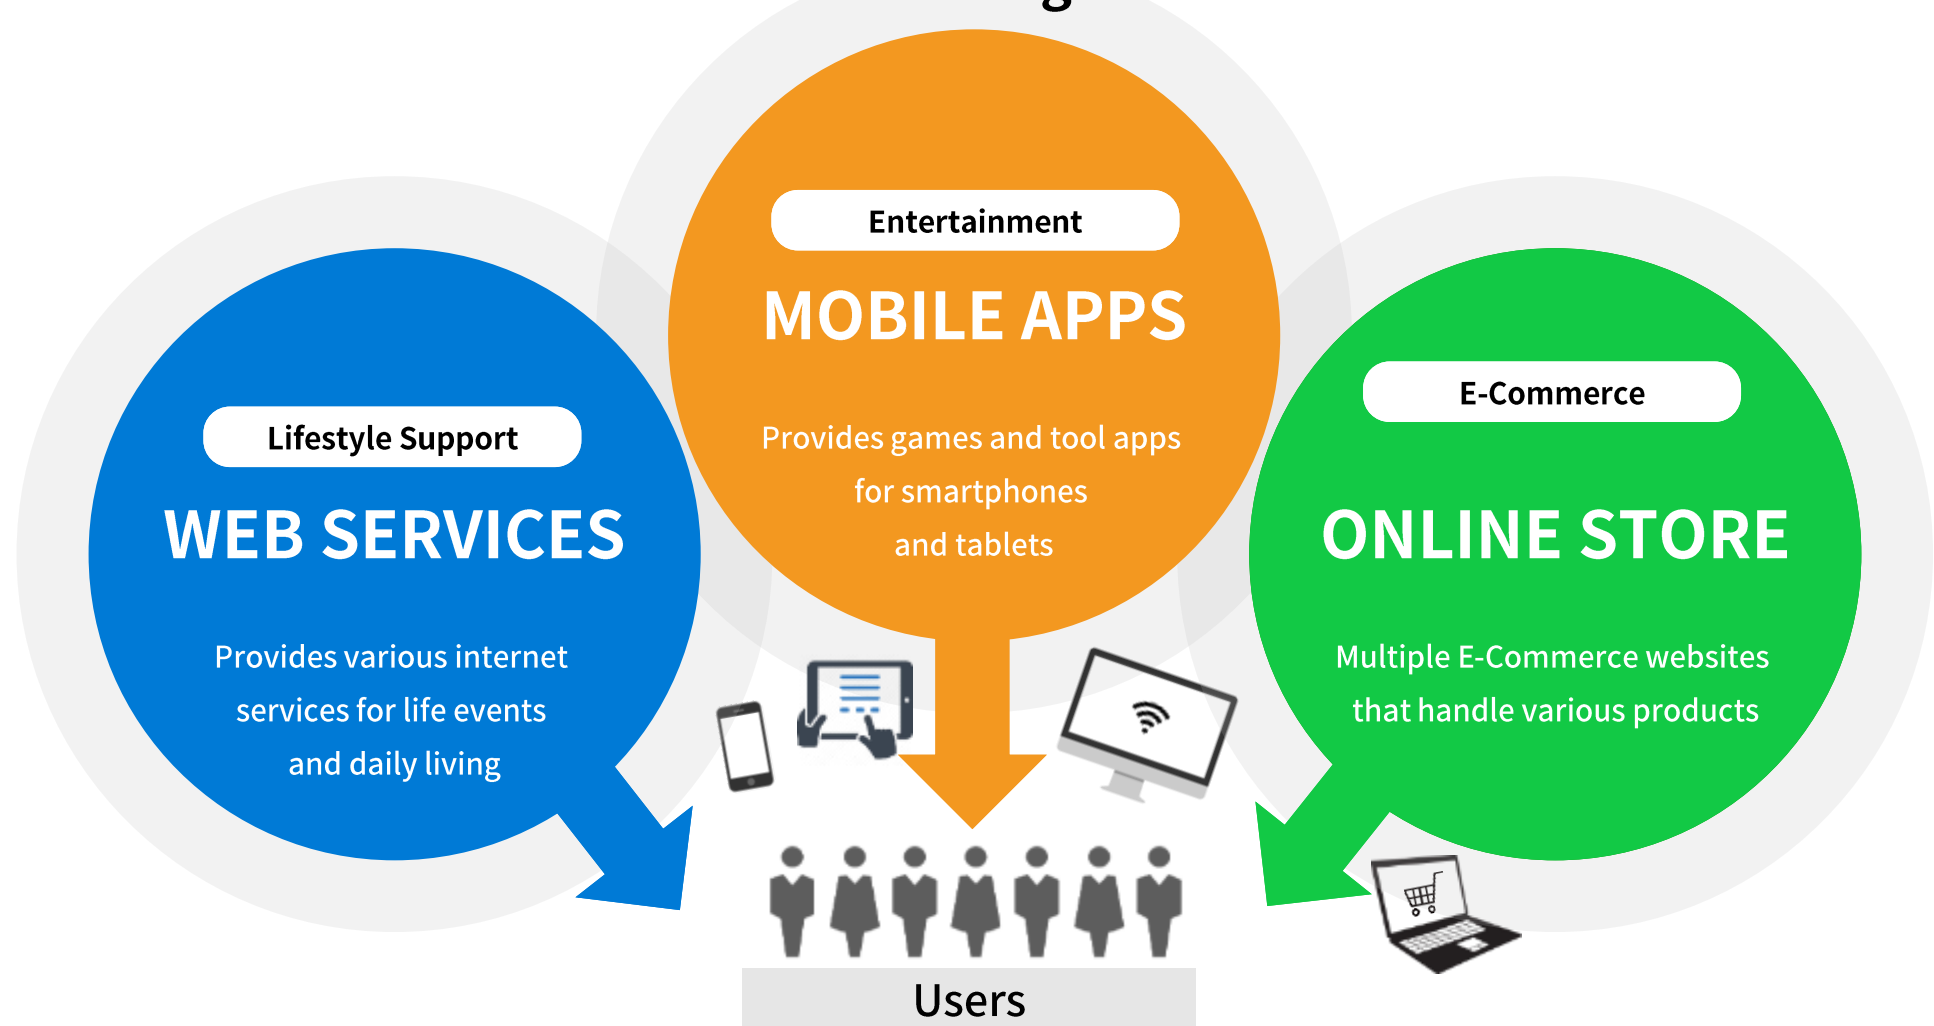 Entertainment
MOBILE APPS
Provides games and tool apps
for smartphones
and tablets
Lifestyle Support
WEB SERVICES
Provides various internet
services for life events
and daily living
E-Commerce
ONLINE STORE
Multiple E-Commerce websites
that handle various products
Users